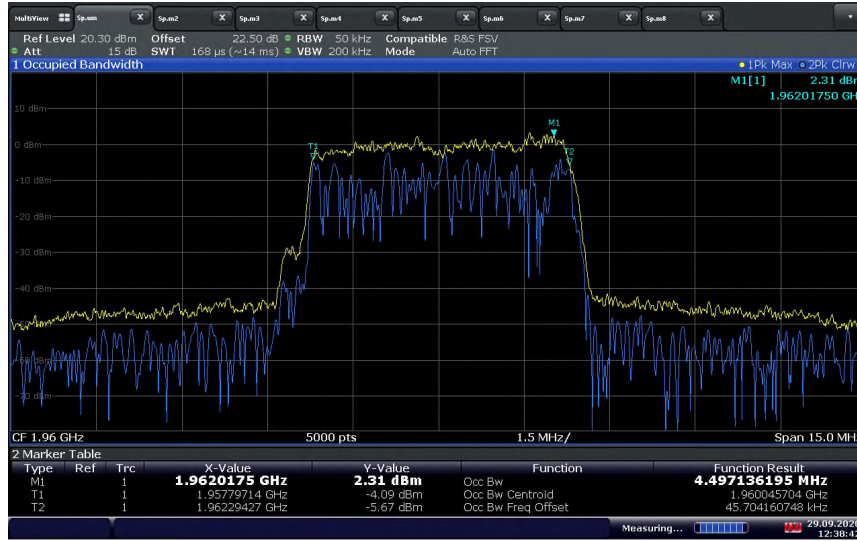 MultiView Sp.um X Sp.m2 X Sp.m3 X Sp.m4 X Sp.m5 X Sp.m6 X Sp.m7 X Sp.m8 X
Ref Level 20.30 dBm Offset 22.50 dB RBW 50 kHz Compatible R&S FSV
Att 15 dB SWT 168 µs (~14 ms) VBW 200 kHz Mode Auto FFT
1 Occupied Bandwidth 1Pk Max 2Pk Clrw
M1[1] 2.31 dBm
1.96201750 GH
10 dBm
M1
0 dBm
T1
T2
-10 dBm
-20 dBm
-30 dBm
-40 dBm
-70 dBm
CF 1.96 GHz 5000 pts 1.5 MHz/ Span 15.0 MHz
2 Marker Table
Type Ref Trc X-Value Y-Value Function Function Result
M1 1 1.9620175 GHz 2.31 dBm Occ Bw 4.497136195 MHz
T1 1 1.95779714 GHz -4.09 dBm Occ Bw Centroid 1.960045704 GHz
T2 1 1.96229427 GHz -5.67 dBm Occ Bw Freq Offset 45.704160748 kHz
Measuring... 29.09.2020
12:38:42